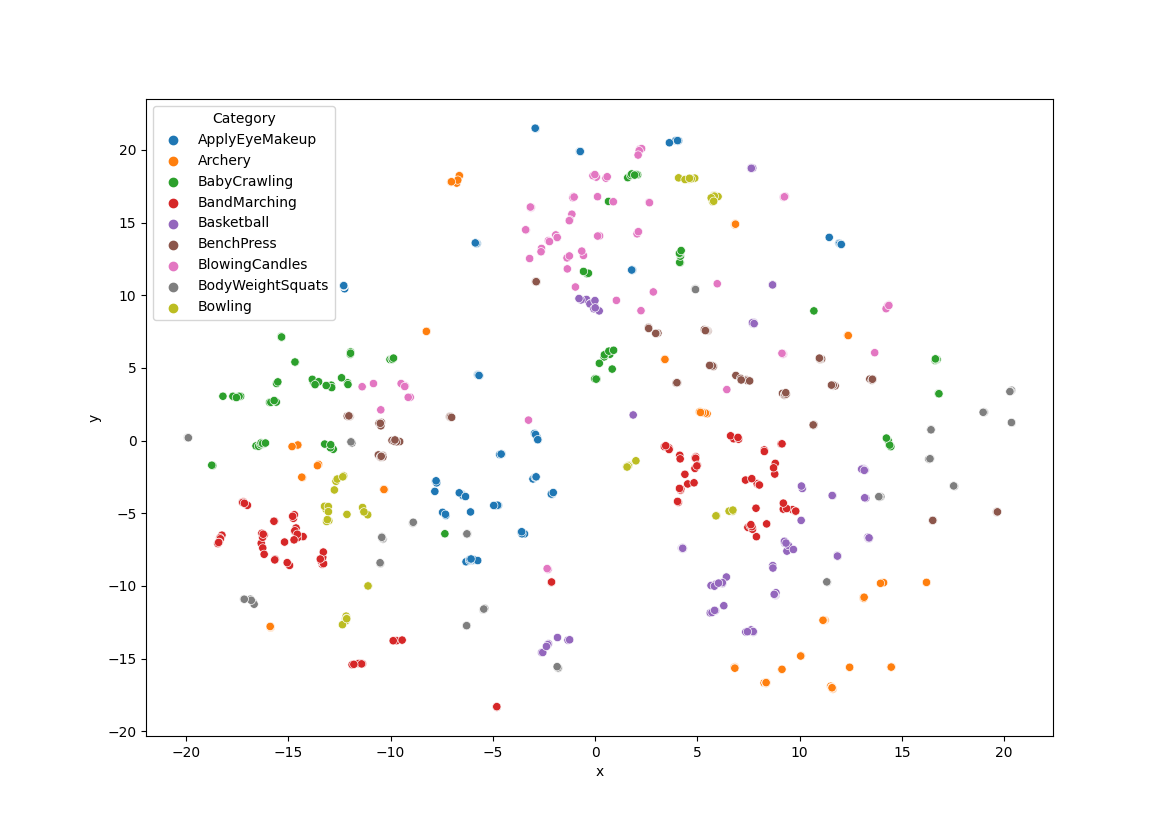 Category
ApplyEyeMakeup
Archery
BabyCrawling
BandMarching
Basketball
BenchPress
BlowingCandles
BodyWeightSquats
Bowling
20
15
10
5
0
−5
−10
−15
−20
y
−20 −15 −10 −5 0 5 10 15 20
x